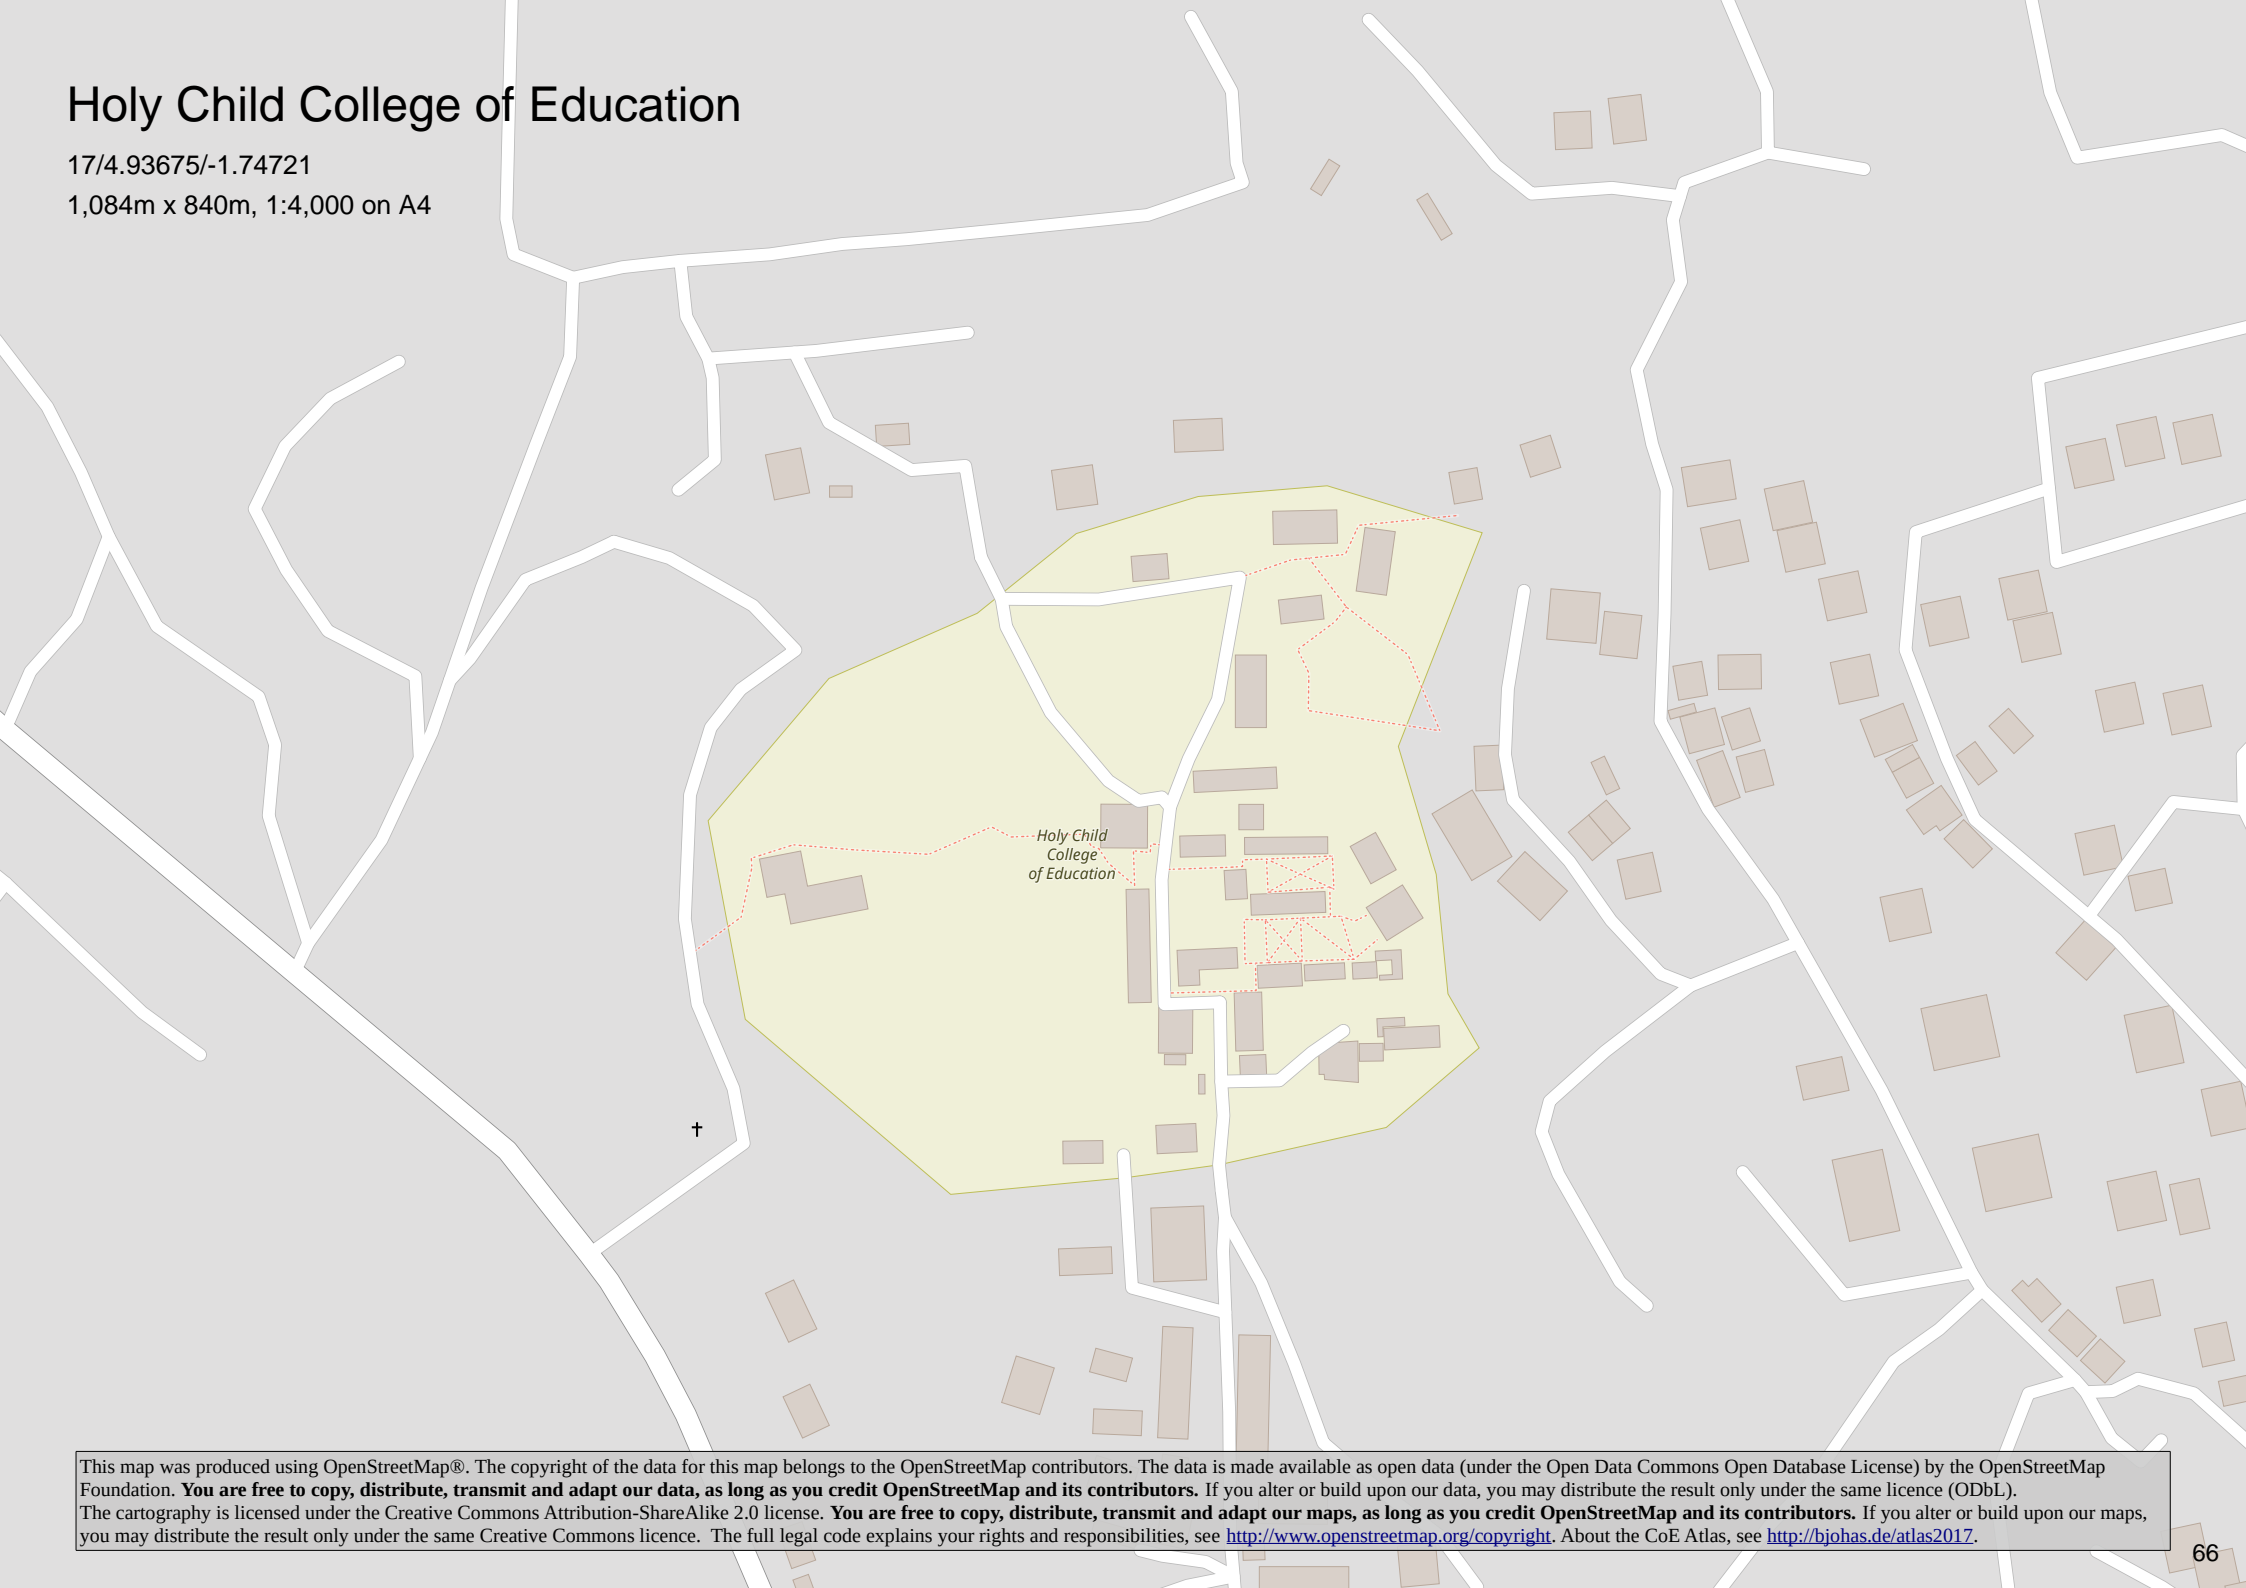 Holy Child College of Education
17/4.93675/-1.74721
1,084m x 840m, 1:4,000 on A4
Holy Child
College
of Education
This map was produced using OpenStreetMap®. The copyright of the data for this map belongs to the OpenStreetMap contributors. The data is made available as open data (under the Open Data Commons Open Database License) by the OpenStreetMap
Foundation. You are free to copy, distribute, transmit and adapt our data, as long as you credit OpenStreetMap and its contributors. If you alter or build upon our data, you may distribute the result only under the same licence (ODbL).
The cartography is licensed under the Creative Commons Attribution-ShareAlike 2.0 license. You are free to copy, distribute, transmit and adapt our maps, as long as you credit OpenStreetMap and its contributors. If you alter or build upon our maps,
you may distribute the result only under the same Creative Commons licence. The full legal code explains your rights and responsibilities, see http://www.openstreetmap.org/copyright. About the CoE Atlas, see http://bjohas.de/atlas2017.
66